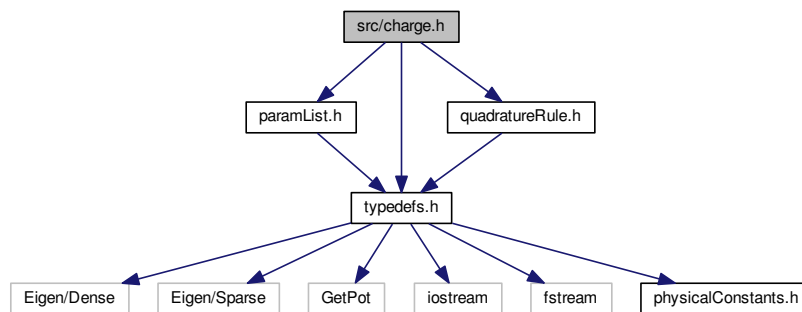 src/charge.h
paramList.h
quadratureRule.h
typedefs.h
Eigen/Dense
Eigen/Sparse
GetPot
iostream
fstream
physicalConstants.h